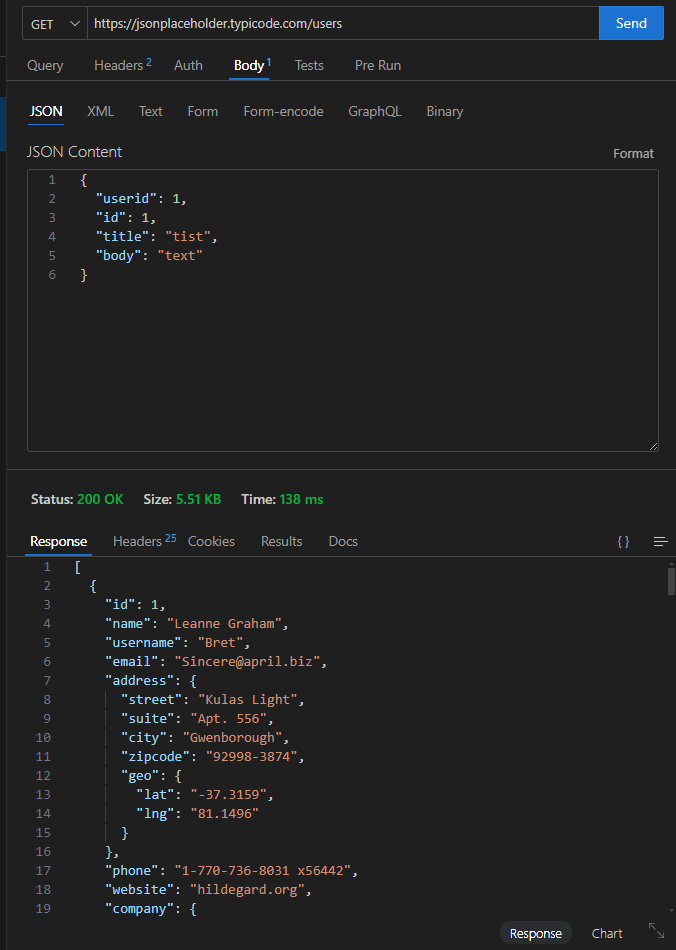 GET https://jsonplaceholder.typicode.com/users Send
Query Headers 2 Auth Body 1 Tests Pre Run
JSON XML Text Form Form-encode GraphQL Binary
JSON Content Format
1 {
2 "userid": 1,
3 "id": 1,
4 "title": "tist",
5 "body": "text"
6 }
Status: 200 OK Size: 5.51 KB Time: 138 ms
Response Headers 25 Cookies Results Docs { }
1 [
2 {
3 "id": 1,
4 "name": "Leanne Graham",
5 "username": "Bret",
6 "email": "Sincere@april.biz",
7 "address": {
8 "street": "Kulas Light",
9 "suite": "Apt. 556",
10 "city": "Gwenborough",
11 "zipcode": "92998-3874",
12 "geo": {
13 "lat": "-37.3159",
14 "lng": "81.1496"
15 }
16 },
17 "phone": "1-770-736-8031 x56442",
18 "website": "hildegard.org",
19 "company": {
Response Chart